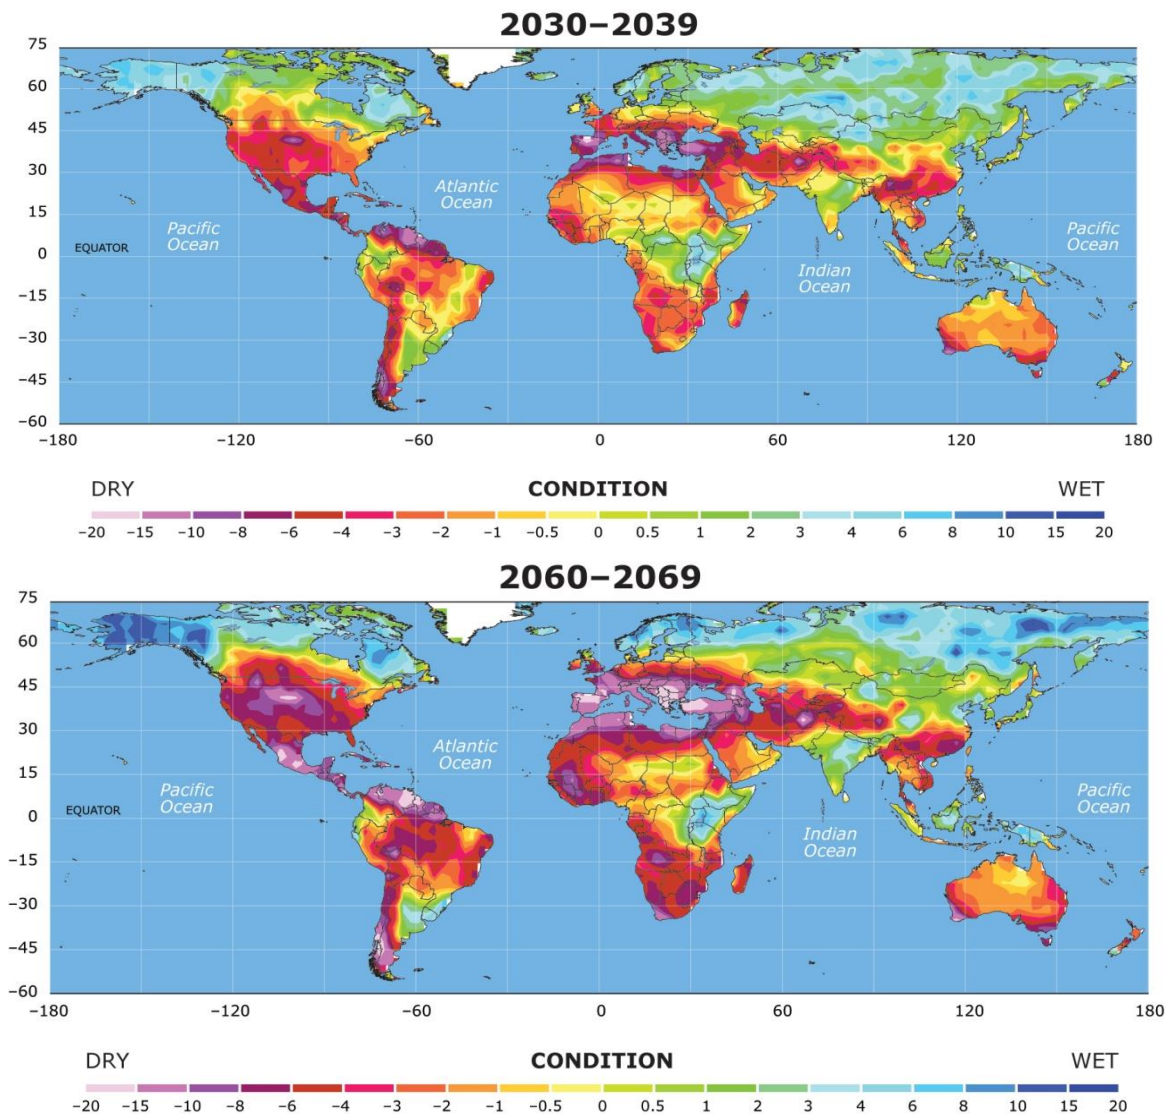 2030–2039
75
60
45
30
15
0
−15
−30
−45
−60
Atlantic
Ocean
Pacific
Ocean
Pacific
Ocean
EQUATOR
Indian
Ocean
−180 −120 −60 0 60 120 180
DRY CONDITION WET
−20 −15 −10 −8 −6 −4 −3 −2 −1 −0.5 0 0.5 1 2 3 4 6 8 10 15 20
2060–2069
75
60
45
30
15
0
−15
−30
−45
−60
Atlantic
Ocean
Pacific
Ocean
Pacific
Ocean
EQUATOR
Indian
Ocean
−180 −120 −60 0 60 120 180
DRY CONDITION WET
−20 −15 −10 −8 −6 −4 −3 −2 −1 −0.5 0 0.5 1 2 3 4 6 8 10 15 20